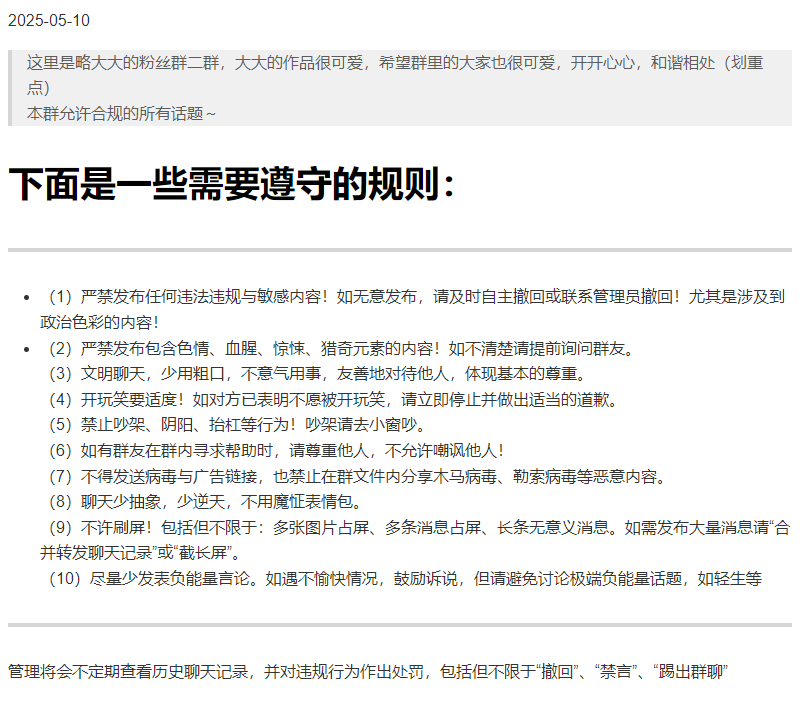 2025-05-10
这里是略大大的粉丝群二群，大大的作品很可爱，希望群里的大家也很可爱，开开心心，和谐相处（划重
点）
本群允许合规的所有话题～
下面是一些需要遵守的规则：
（1）严禁发布任何违法违规与敏感内容！如无意发布，请及时自主撤回或联系管理员撤回！尤其是涉及到
政治色彩的内容！
（2）严禁发布包含色情、血腥、惊悚、猎奇元素的内容！如不清楚请提前询问群友。
（3）文明聊天，少用粗口，不意气用事，友善地对待他人，体现基本的尊重。
（4）开玩笑要适度！如对方已表明不愿被开玩笑，请立即停止并做出适当的道歉。
（5）禁止吵架、阴阳、抬杠等行为！吵架请去小窗吵。
（6）如有群友在群内寻求帮助时，请尊重他人，不允许嘲讽他人！
（7）不得发送病毒与广告链接，也禁止在群文件内分享木马病毒、勒索病毒等恶意内容。
（8）聊天少抽象，少逆天，不用魔怔表情包。
（9）不许刷屏！包括但不限于：多张图片占屏、多条消息占屏、长条无意义消息。如需发布大量消息请“合
并转发聊天记录”或“截长屏”。
（10）尽量少发表负能量言论。如遇不愉快情况，鼓励诉说，但请避免讨论极端负能量话题，如轻生等
管理将会不定期查看历史聊天记录，并对违规行为作出处罚，包括但不限于“撤回”、“禁言”、“踢出群聊”